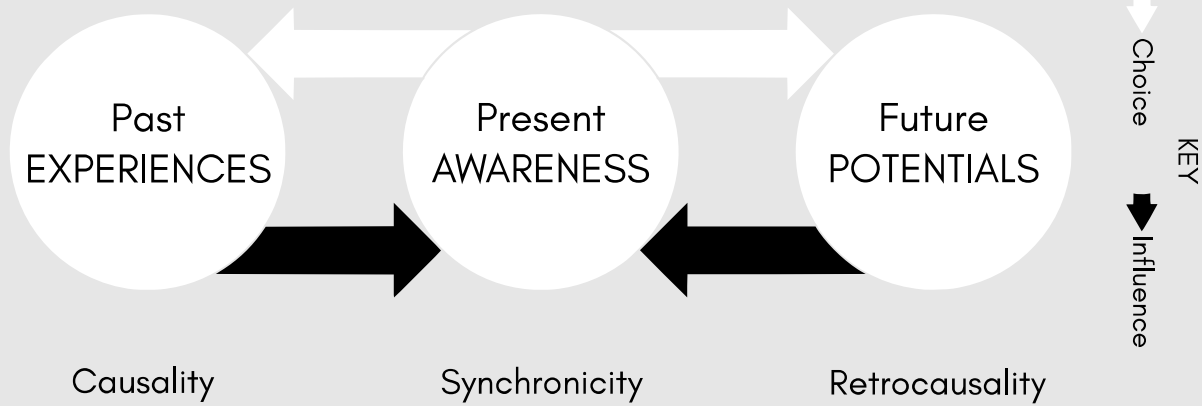 Past
EXPERIENCES
Present
AWARENESS
Future
POTENTIALS
Causality
Synchronicity
Retrocausality
KEY
Choice
Influence